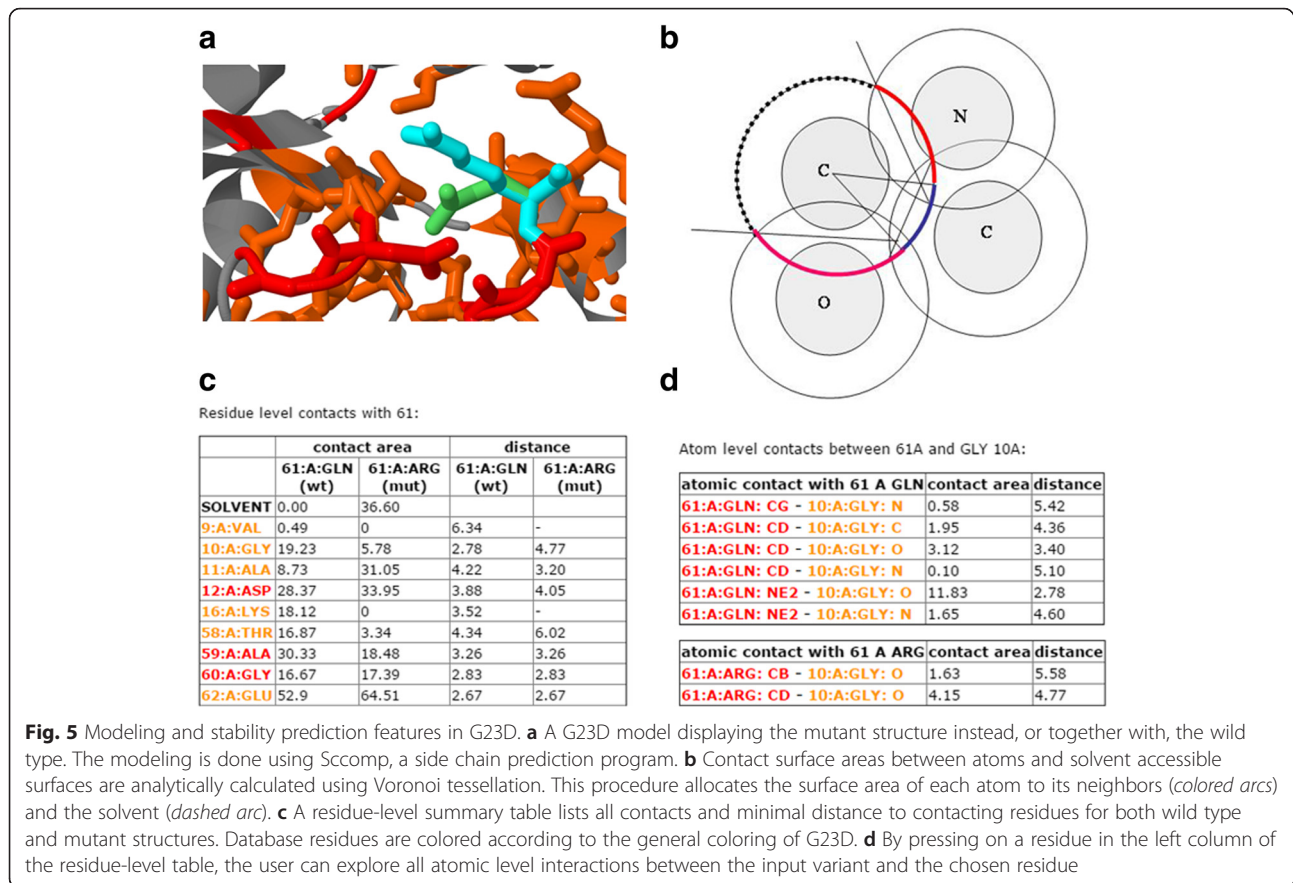 a
b
N
C
C
O
c
Residue level contacts with 61:
contact area distance
61:A:GLN (wt) 61:A:ARG (mut) 61:A:GLN (wt) 61:A:ARG (mut)
SOLVENT 0.00 36.60
9:A:VAL 0.49 0 6.34 -
10:A:GLY 19.23 5.78 2.78 4.77
11:A:ALA 8.73 31.05 4.22 3.20
12:A:ASP 28.37 33.95 3.88 4.05
16:A:LYS 18.12 0 3.52 -
58:A:THR 16.87 3.34 4.34 6.02
59:A:ALA 30.33 18.48 3.26 3.26
60:A:GLY 16.67 17.39 2.83 2.83
62:A:GLU 52.9 64.51 2.67 2.67
d
Atom level contacts between 61A and GLY 10A:
atomic contact with 61 A GLN contact area distance
61:A:GLN: CG - 10:A:GLY: N 0.58 5.42
61:A:GLN: CD - 10:A:GLY: C 1.95 4.36
61:A:GLN: CD - 10:A:GLY: O 3.12 3.40
61:A:GLN: CD - 10:A:GLY: N 0.10 5.10
61:A:GLN: NE2 - 10:A:GLY: O 11.83 2.78
61:A:GLN: NE2 - 10:A:GLY: N 1.65 4.60
atomic contact with 61 A ARG contact area distance
61:A:ARG: CB - 10:A:GLY: O 1.63 5.58
61:A:ARG: CD - 10:A:GLY: O 4.15 4.77
Fig. 5 Modeling and stability prediction features in G23D. a A G23D model displaying the mutant structure instead, or together with, the wild
type. The modeling is done using Sccomp, a side chain prediction program. b Contact surface areas between atoms and solvent accessible
surfaces are analytically calculated using Voronoi tessellation. This procedure allocates the surface area of each atom to its neighbors (colored arcs)
and the solvent (dashed arc). c A residue-level summary table lists all contacts and minimal distance to contacting residues for both wild type
and mutant structures. Database residues are colored according to the general coloring of G23D. d By pressing on a residue in the left column of
the residue-level table, the user can explore all atomic level interactions between the input variant and the chosen residue